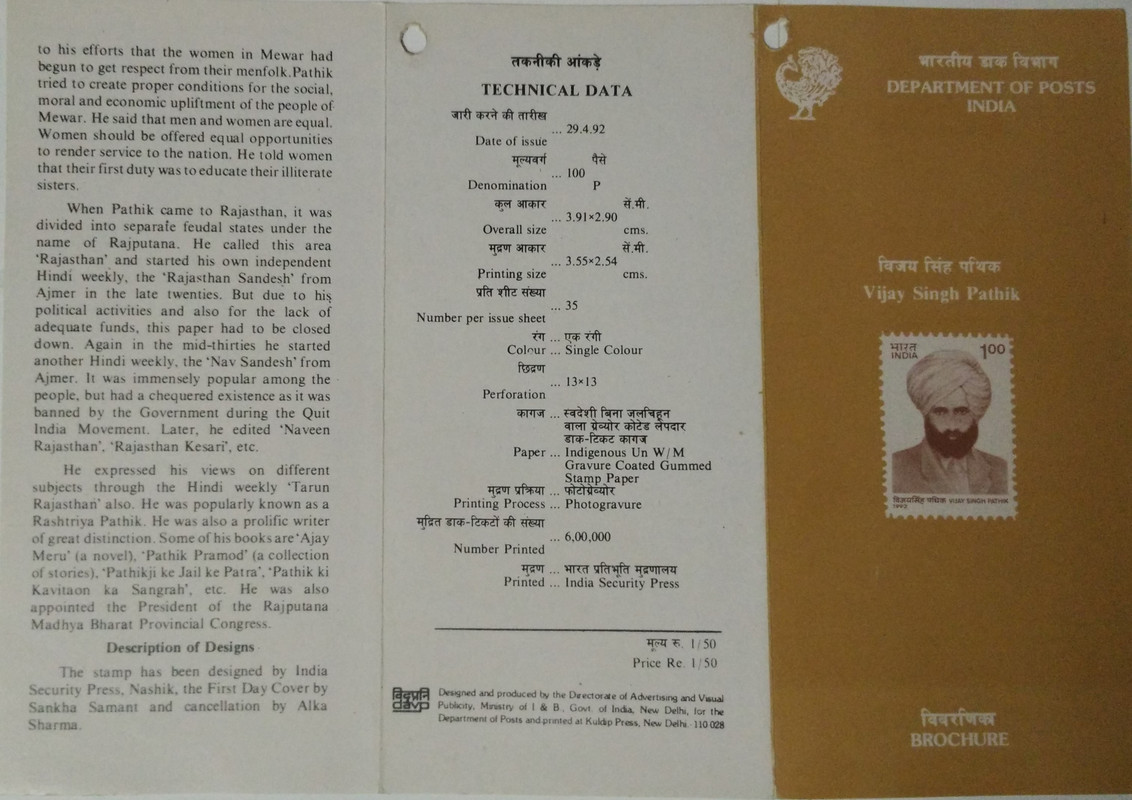 to his efforts that the women in Mewar had
begun to get respect from their menfolk.Pathik
tried to create proper conditions for the social,
moral and economic upliftment of the people of
Mewar. He said that men and women are equal.
Women should be offered equal opportunities
to render service to the nation. He told women
that their first duty was to educate their illiterate
sisters.
When Pathik came to Rajasthan, it was
divided into separate feudal states under the
name of Rajputana. He called this area
‘Rajasthan’ and started his own independent
Hindi weekly, the ‘Rajasthan Sandesh’ from
Ajmer in the late twenties. But due to his
political activities and also for the lack of
adequate funds, this paper had to be closed
down. Again in the mid-thirties he started
another Hindi weekly, the ‘Nav Sandesh’ from
Ajmer. It was immensely popular among the
people, but had a chequered existence as it was
banned by the Government during the Quit
India Movement. Later, he edited ‘Naveen
Rajasthan’, ‘Rajasthan Kesari’, etc.
He expressed his views on different
subjects through the Hindi weekly ‘Tarun
Rajasthan’ also. He was popularly known as a
Rashtriya Pathik. He was also a prolific writer
of great distinction. Some of his books are ‘Ajay
Meru’ (a novel), ‘Pathik Pramod’ (a collection
of stories), ‘Pathikji ke Jail ke Patra’, ‘Pathik ki
Kavitaon ka Sangrah’, etc. He was also
appointed the President of the Rajputana
Madhya Bharat Provincial Congress.
Description of Designs
The stamp has been designed by India
Security Press, Nashik, the First Day Cover by
Sankha Samant and cancellation by Alka
Sharma.
तकनीकी आंकड़े
TECHNICAL DATA
जारी करने की तारीख
... 29.4.92
Date of issue
मूल्यवर्ग पैसे
... 100
Denomination P
कुल आकार सें.मी.
... 3.91×2.90
Overall size cms.
मुद्रण आकार सें.मी.
... 3.55×2.54
Printing size cms.
प्रति शीट संख्या
... 35
Number per issue sheet
रंग ... एक रंगी
Colour ... Single Colour
छिद्रण
... 13×13
Perforation
कागज ... स्वदेशी बिना जलचिह्न
वाला ग्रेव्योर कोटेड लेपदार
डाक-टिकट कागज
Paper ... Indigenous Un W/M
Gravure Coated Gummed
Stamp Paper
मुद्रण प्रक्रिया ... फोटोग्रेव्योर
Printing Process ... Photogravure
मुद्रित डाक-टिकटों की संख्या
... 6,00,000
Number Printed
मुद्रण ... भारत प्रतिभूति मुद्रणालय
Printed ... India Security Press
मूल्य रु. 1/50
Price Re. 1/50
विदृप्रनि
davp
Designed and produced by the Directorate of Advertising and Visual
Publicity, Ministry of I. & B., Govt. of India, New Delhi, for the
Department of Posts and printed at Kuldip Press, New Delhi - 110 028
भारतीय डाक विभाग
DEPARTMENT OF POSTS
INDIA
विजय सिंह पथिक
Vijay Singh Pathik
भारत
INDIA
100
विजयसिंह पथिक VIJAY SINGH PATHIK
1992
विवरणिका
BROCHURE